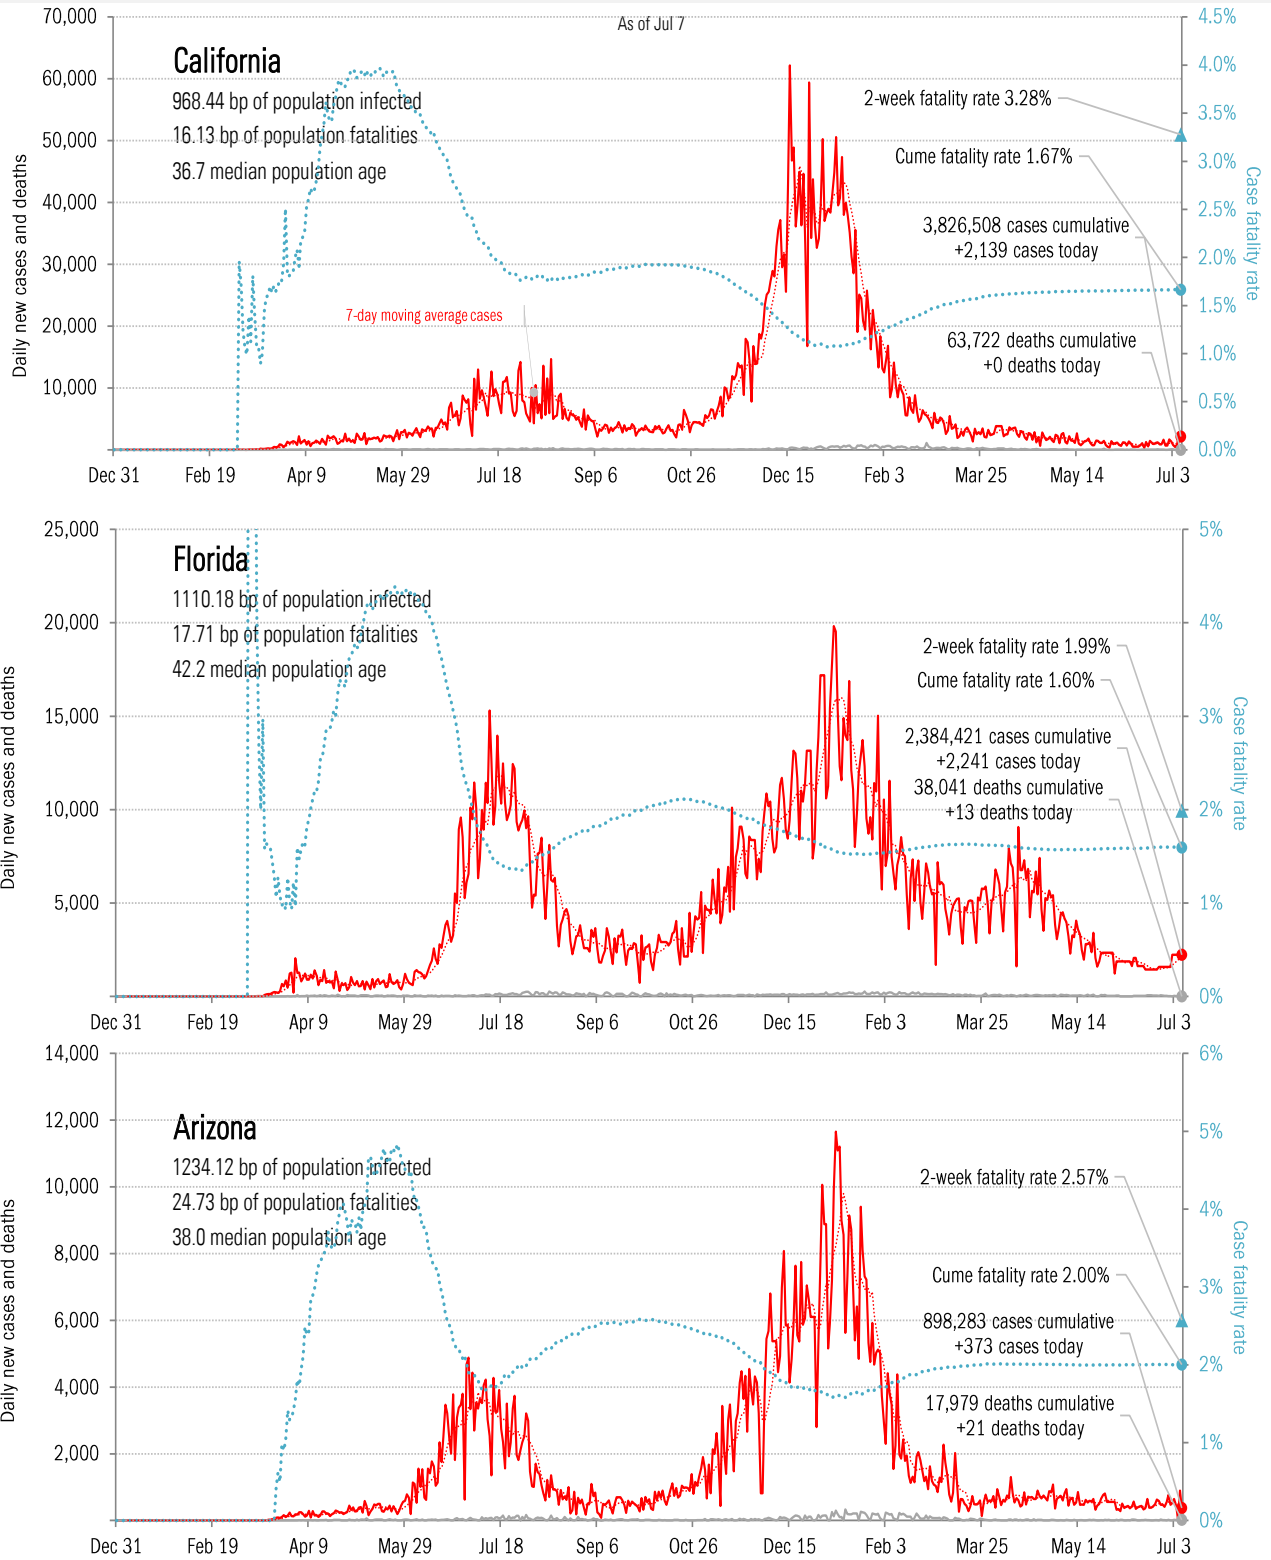 As of Jul 7
California
968.44 bp of population infected
16.13 bp of population fatalities
36.7 median population age
7-day moving average cases
2-week fatality rate 3.28%
Cume fatality rate 1.67%
3,826,508 cases cumulative
+2,139 cases today
63,722 deaths cumulative
+0 deaths today
Daily new cases and deaths
70,000
60,000
50,000
40,000
30,000
20,000
10,000
4.5%
4.0%
3.5%
3.0%
2.5%
2.0%
1.5%
1.0%
0.5%
0.0%
Case fatality rate
Dec 31 Feb 19 Apr 9 May 29 Jul 18 Sep 6 Oct 26 Dec 15 Feb 3 Mar 25 May 14 Jul 3
Florida
1110.18 bp of population infected
17.71 bp of population fatalities
42.2 median population age
2-week fatality rate 1.99%
Cume fatality rate 1.60%
2,384,421 cases cumulative
+2,241 cases today
38,041 deaths cumulative
+13 deaths today
Daily new cases and deaths
25,000
20,000
15,000
10,000
5,000
5%
4%
3%
2%
1%
0%
Case fatality rate
Dec 31 Feb 19 Apr 9 May 29 Jul 18 Sep 6 Oct 26 Dec 15 Feb 3 Mar 25 May 14 Jul 3
Arizona
1234.12 bp of population infected
24.73 bp of population fatalities
38.0 median population age
2-week fatality rate 2.57%
Cume fatality rate 2.00%
898,283 cases cumulative
+373 cases today
17,979 deaths cumulative
+21 deaths today
Daily new cases and deaths
14,000
12,000
10,000
8,000
6,000
4,000
2,000
6%
5%
4%
3%
2%
1%
0%
Case fatality rate
Dec 31 Feb 19 Apr 9 May 29 Jul 18 Sep 6 Oct 26 Dec 15 Feb 3 Mar 25 May 14 Jul 3